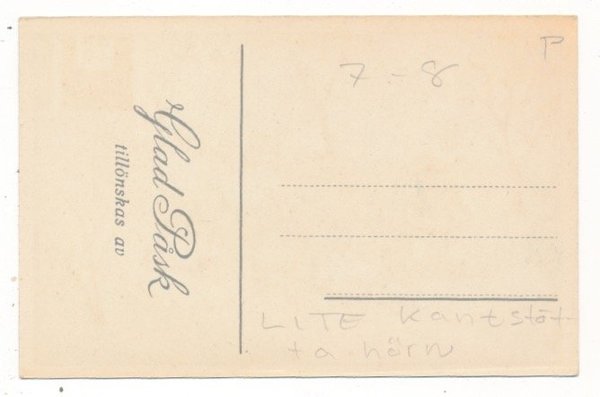 Glad Påsk
tillönskas av
P
7 - 8
LITE kantstöt-
ta hörn